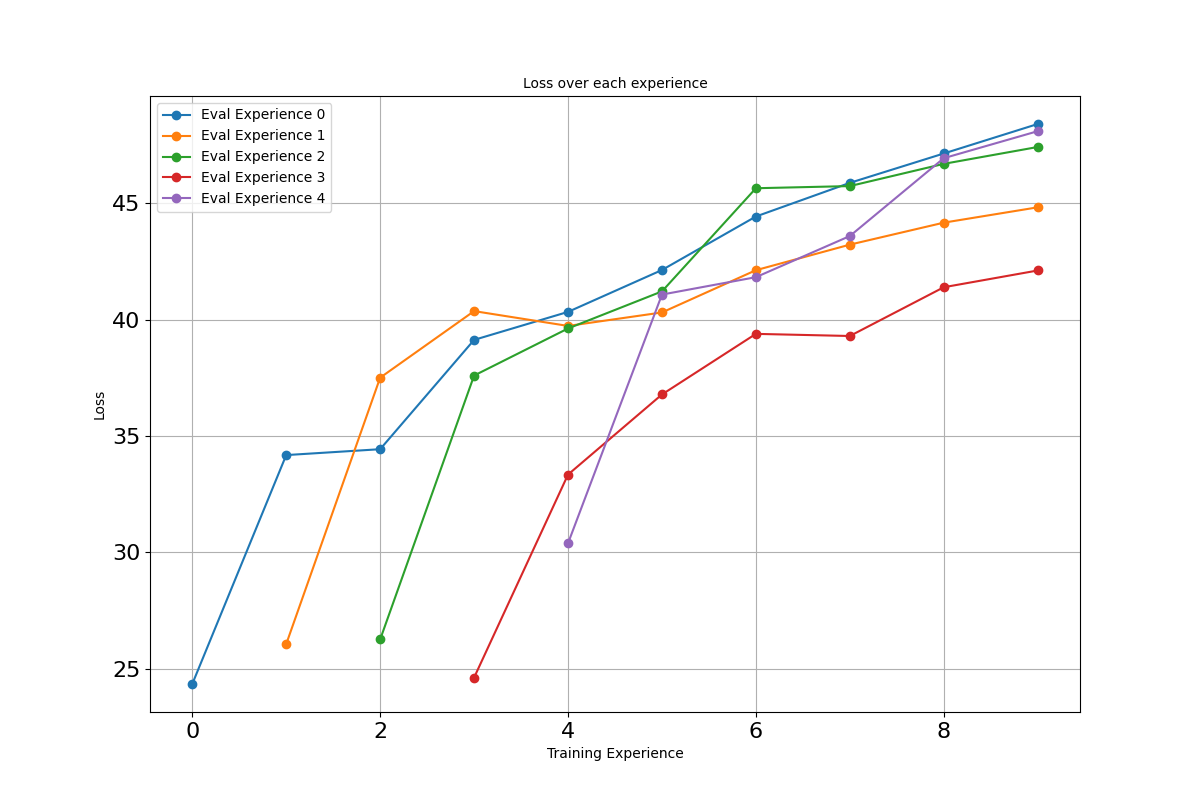 Loss over each experience
Eval Experience 0
Eval Experience 1
Eval Experience 2
Eval Experience 3
Eval Experience 4
45
40
35
30
25
Loss
0 2 4 6 8
Training Experience